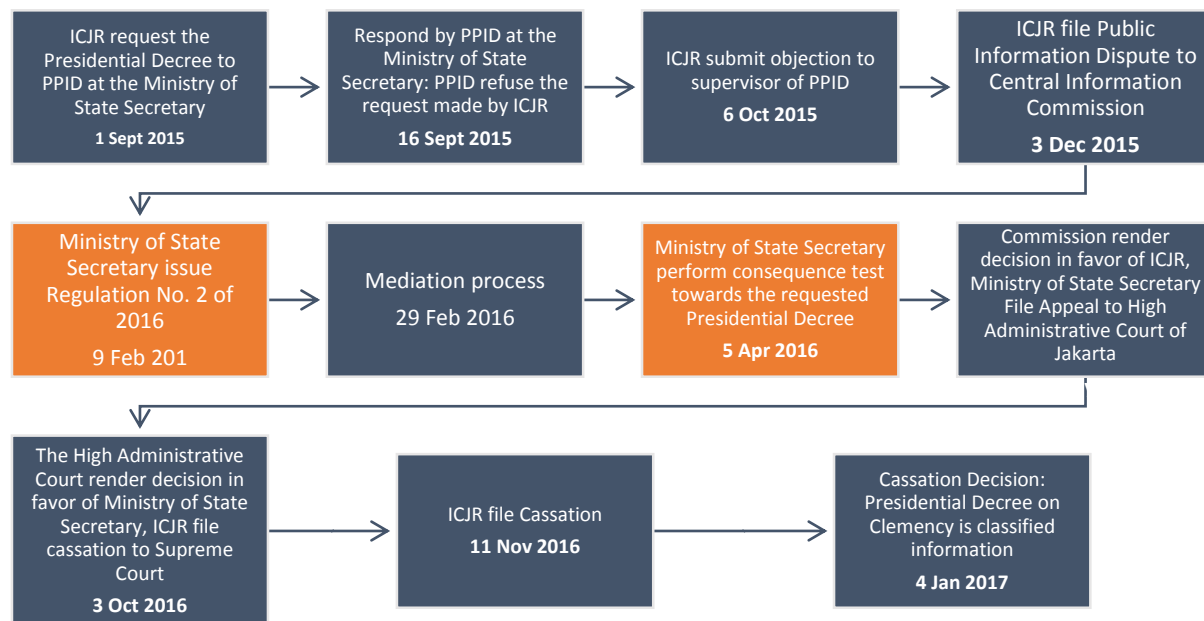 ICJR request the
Presidential Decree to
PPID at the Ministry of
State Secretary
1 Sept 2015
Respond by PPID at the
Ministry of State
Secretary: PPID refuse the
request made by ICJR
16 Sept 2015
ICJR submit objection to
supervisor of PPID
6 Oct 2015
ICJR file Public
Information Dispute to
Central Information
Commission
3 Dec 2015
Ministry of State
Secretary issue
Regulation No. 2 of
2016
9 Feb 201
Mediation process
29 Feb 2016
Ministry of State Secretary
perform consequence test
towards the requested
Presidential Decree
5 Apr 2016
Commission render
decision in favor of ICJR,
Ministry of State Secretary
File Appeal to High
Administrative Court of
Jakarta
The High Administrative
Court render decision in
favor of Ministry of State
Secretary, ICJR file
cassation to Supreme
Court
3 Oct 2016
ICJR file Cassation
11 Nov 2016
Cassation Decision:
Presidential Decree on
Clemency is classified
information
4 Jan 2017